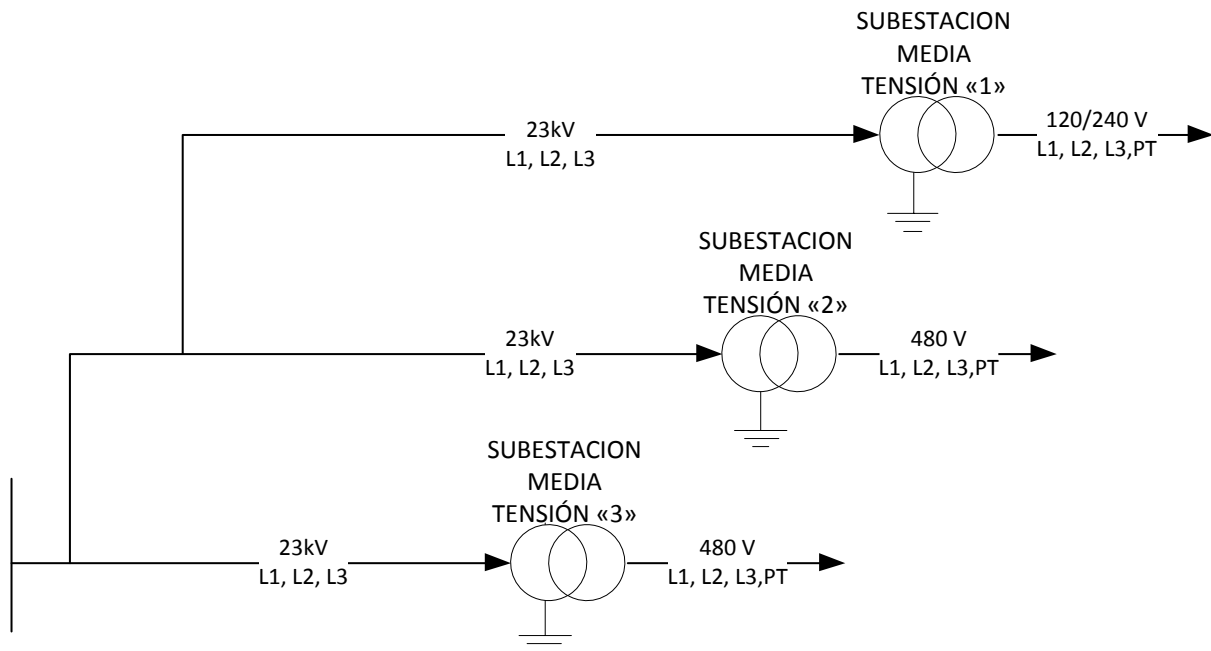 SUBESTACION
MEDIA
TENSIÓN «1»
23kV
L1, L2, L3
120/240 V
L1, L2, L3,PT
SUBESTACION
MEDIA
TENSIÓN «2»
23kV
L1, L2, L3
480 V
L1, L2, L3,PT
SUBESTACION
MEDIA
TENSIÓN «3»
23kV
L1, L2, L3
480 V
L1, L2, L3,PT